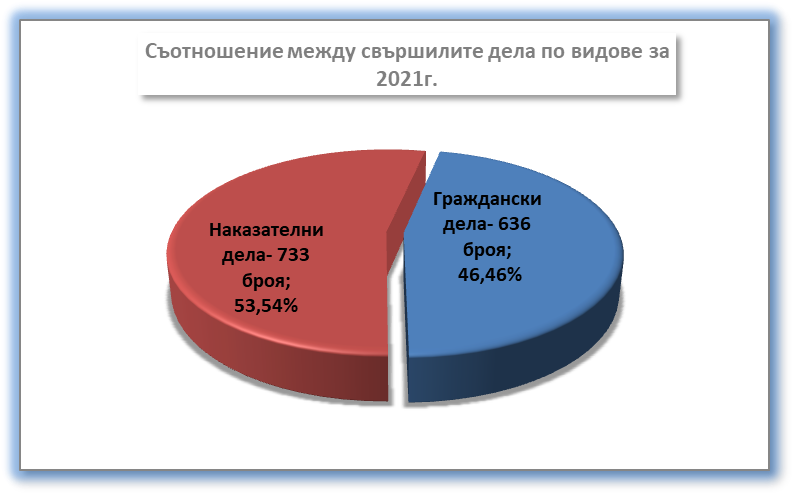 Съотношение между свършилите дела по видове за
2021г.
Наказателни
дела- 733
броя;
53,54%
Граждански
дела- 636
броя;
46,46%